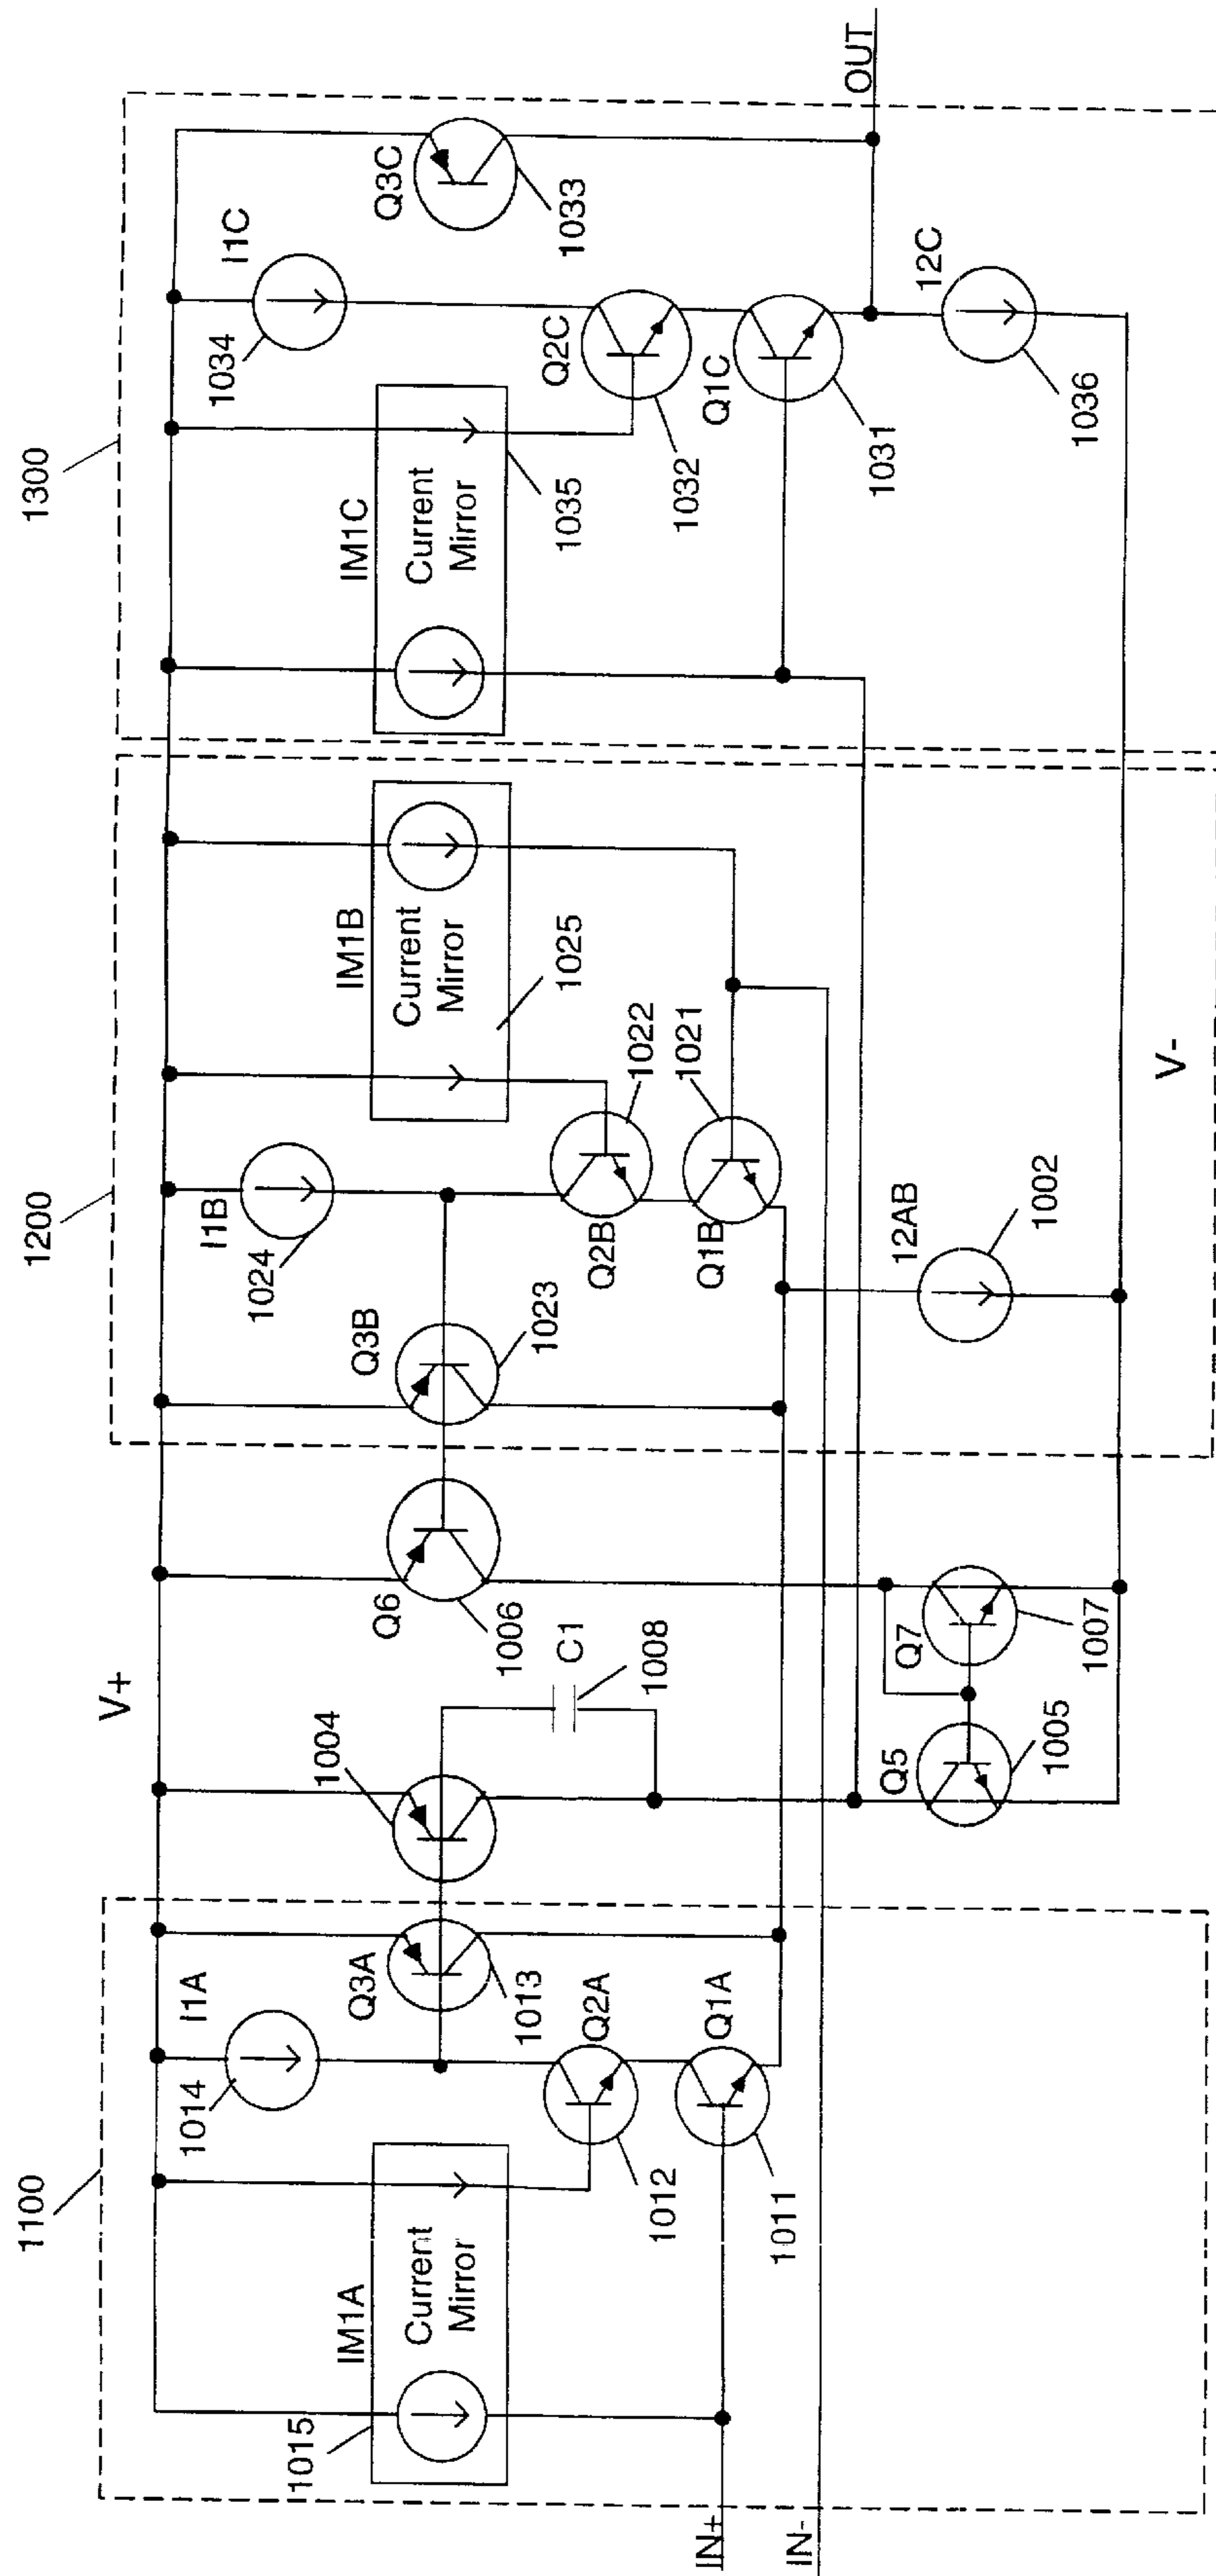 1100
1200
1300
V+
I1A
1014
IM1A
1015
Current
Mirror
Q3A
1013
Q2A
1012
Q1A
1011
IN+
IN-
1004
C1
1008
Q6
1006
Q5
1005
Q7
1007
Q3B
1023
I1B
1024
IM1B
Current
Mirror
1025
Q2B
1022
Q1B
1021
12AB
1002
V-
IM1C
Current
Mirror
1035
I1C
1034
Q3C
1033
Q2C
1032
Q1C
1031
12C
1036
OUT